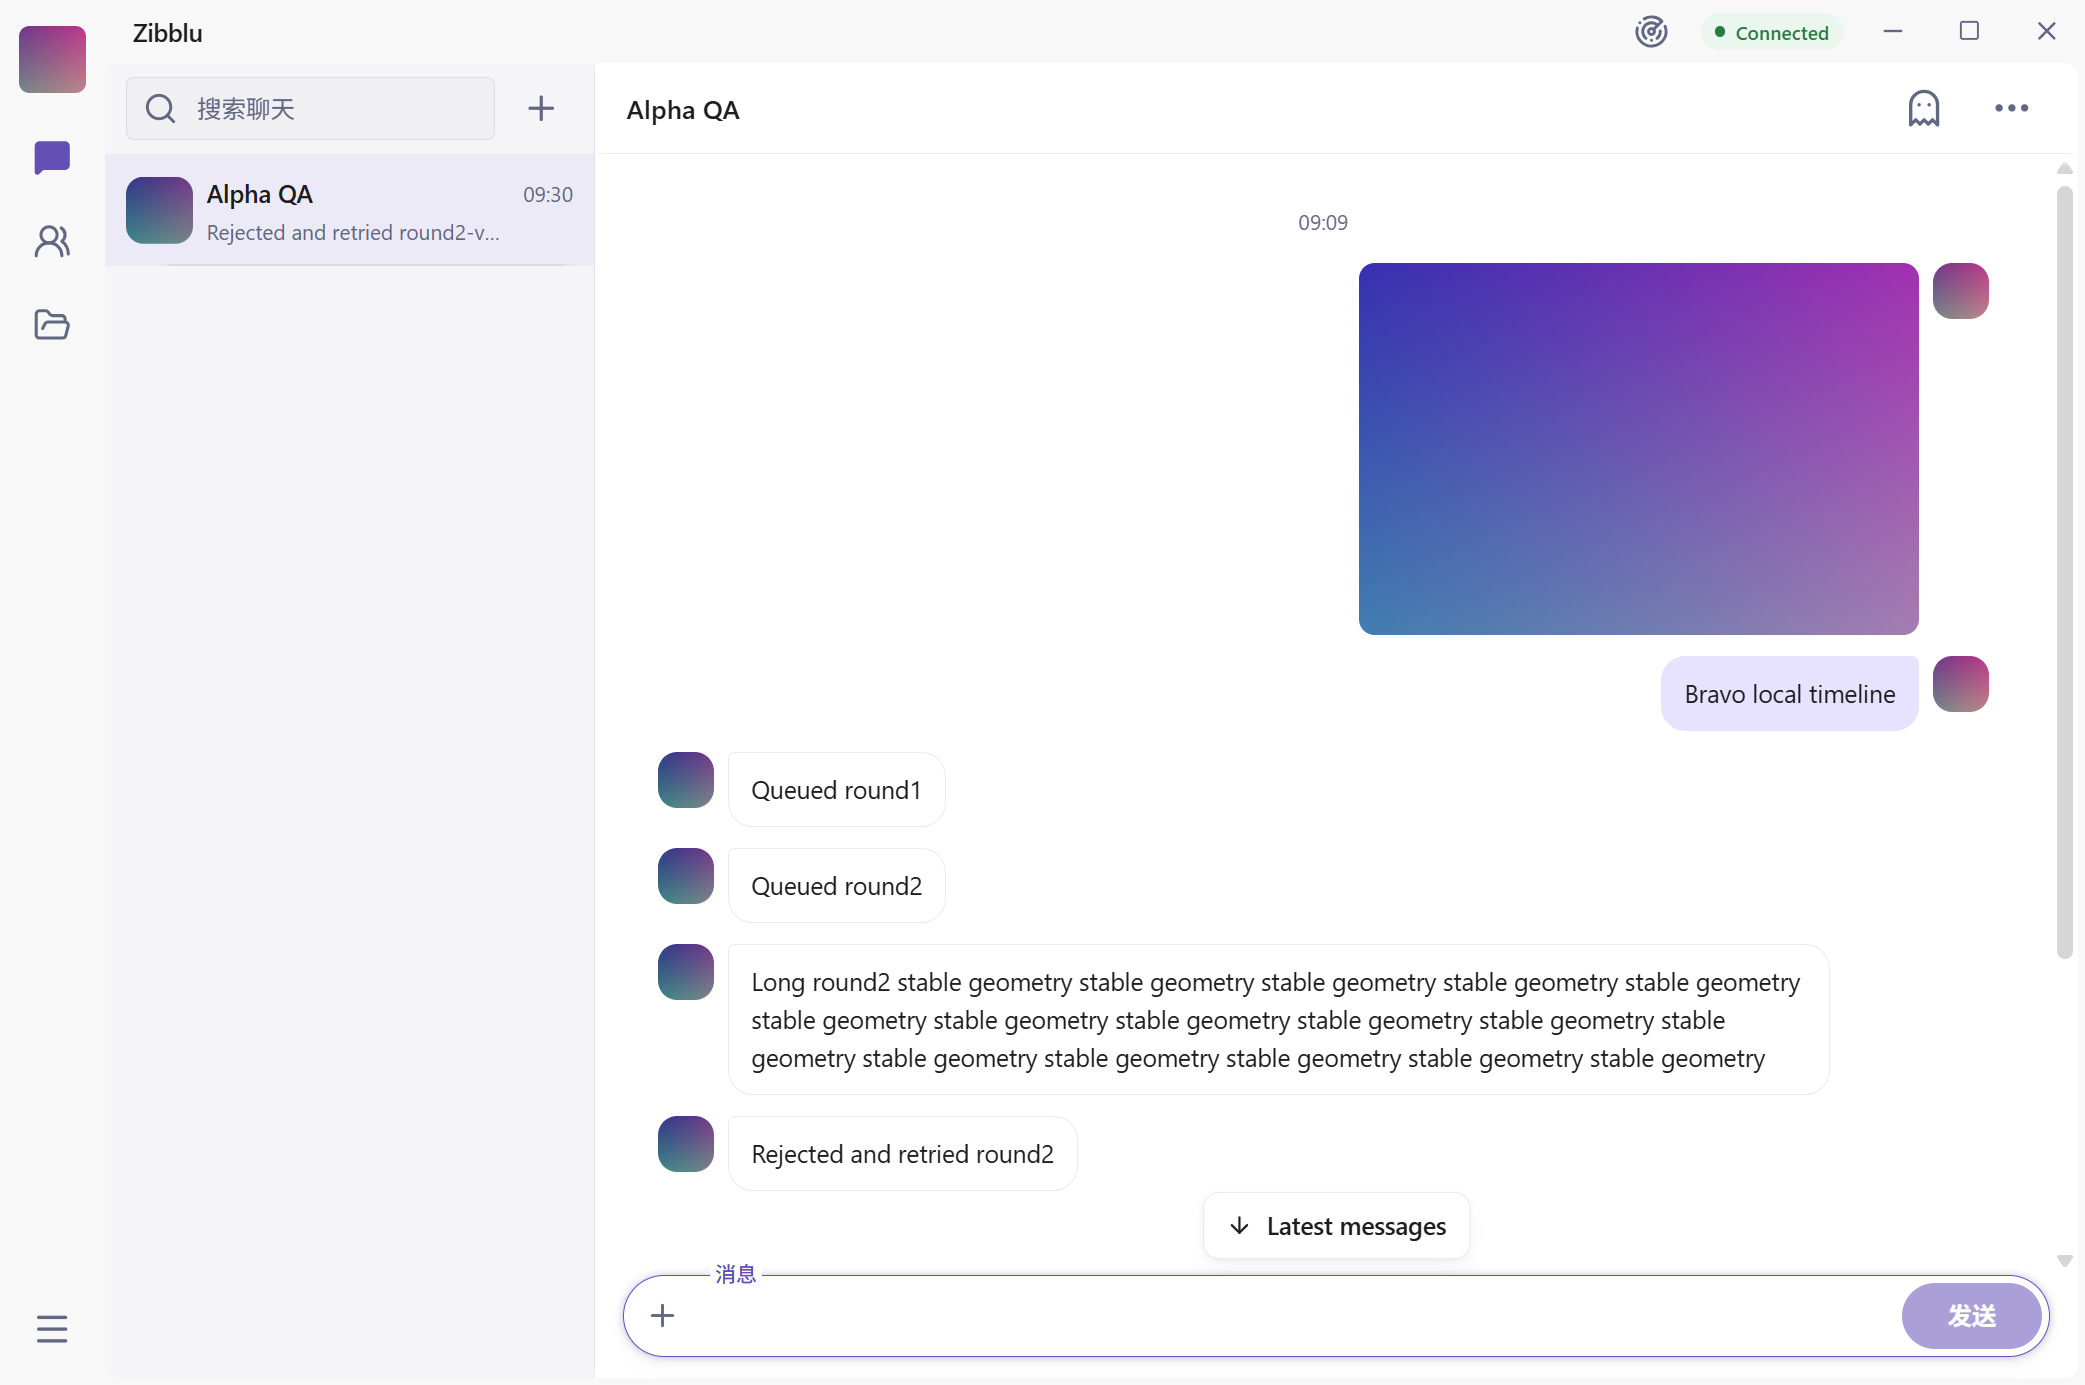 Zibblu
Connected
搜索聊天
Alpha QA
09:30
Rejected and retried round2-v...
Alpha QA
09:09
Bravo local timeline
Queued round1
Queued round2
Long round2 stable geometry stable geometry stable geometry stable geometry stable geometry
stable geometry stable geometry stable geometry stable geometry stable geometry stable
geometry stable geometry stable geometry stable geometry stable geometry stable geometry
Rejected and retried round2
Latest messages
消息
发送